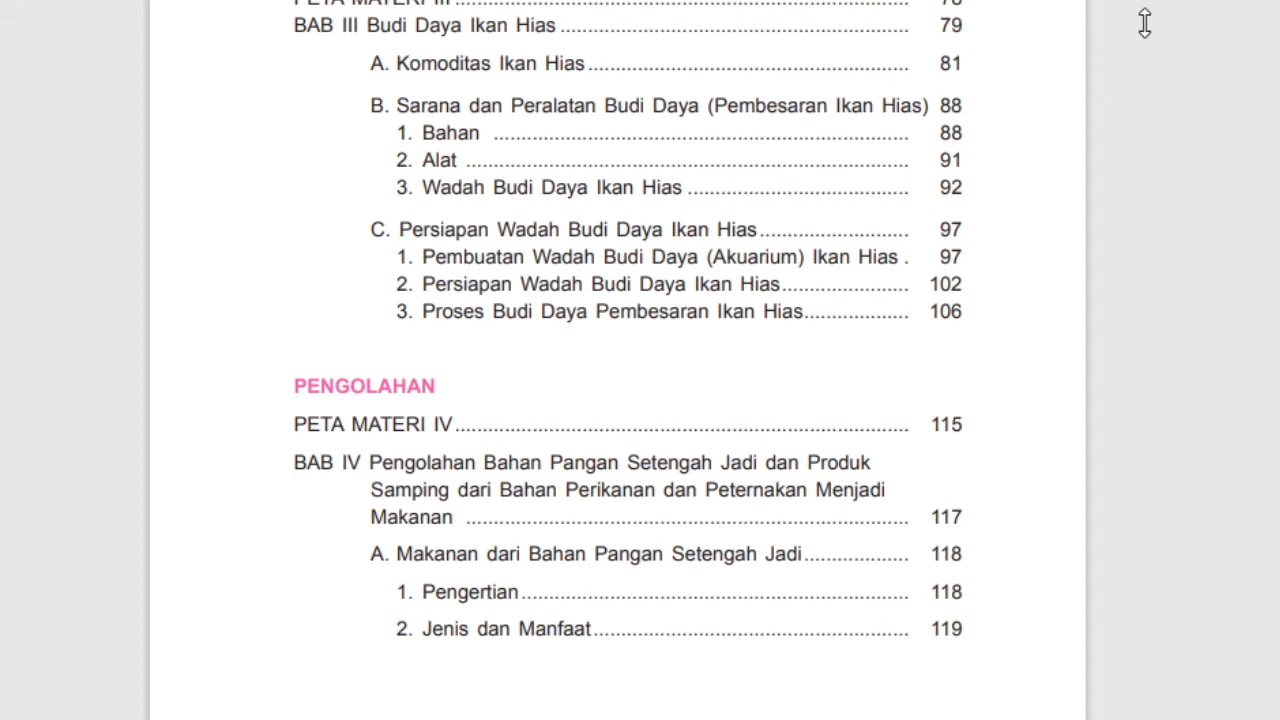 PETA MATERI III ........................................................................................ 78
BAB III Budi Daya Ikan Hias ............................................................... 79
A. Komoditas Ikan Hias .......................................................... 81
B. Sarana dan Peralatan Budi Daya (Pembesaran Ikan Hias) 88
1. Bahan ........................................................................... 88
2. Alat ................................................................................ 91
3. Wadah Budi Daya Ikan Hias ........................................ 92
C. Persiapan Wadah Budi Daya Ikan Hias ........................... 97
1. Pembuatan Wadah Budi Daya (Akuarium) Ikan Hias . 97
2. Persiapan Wadah Budi Daya Ikan Hias ....................... 102
3. Proses Budi Daya Pembesaran Ikan Hias ................... 106
PENGOLAHAN
PETA MATERI IV .................................................................................. 115
BAB IV Pengolahan Bahan Pangan Setengah Jadi dan Produk
Samping dari Bahan Perikanan dan Peternakan Menjadi
Makanan ................................................................................ 117
A. Makanan dari Bahan Pangan Setengah Jadi ................... 118
1. Pengertian ...................................................................... 118
2. Jenis dan Manfaat ......................................................... 119